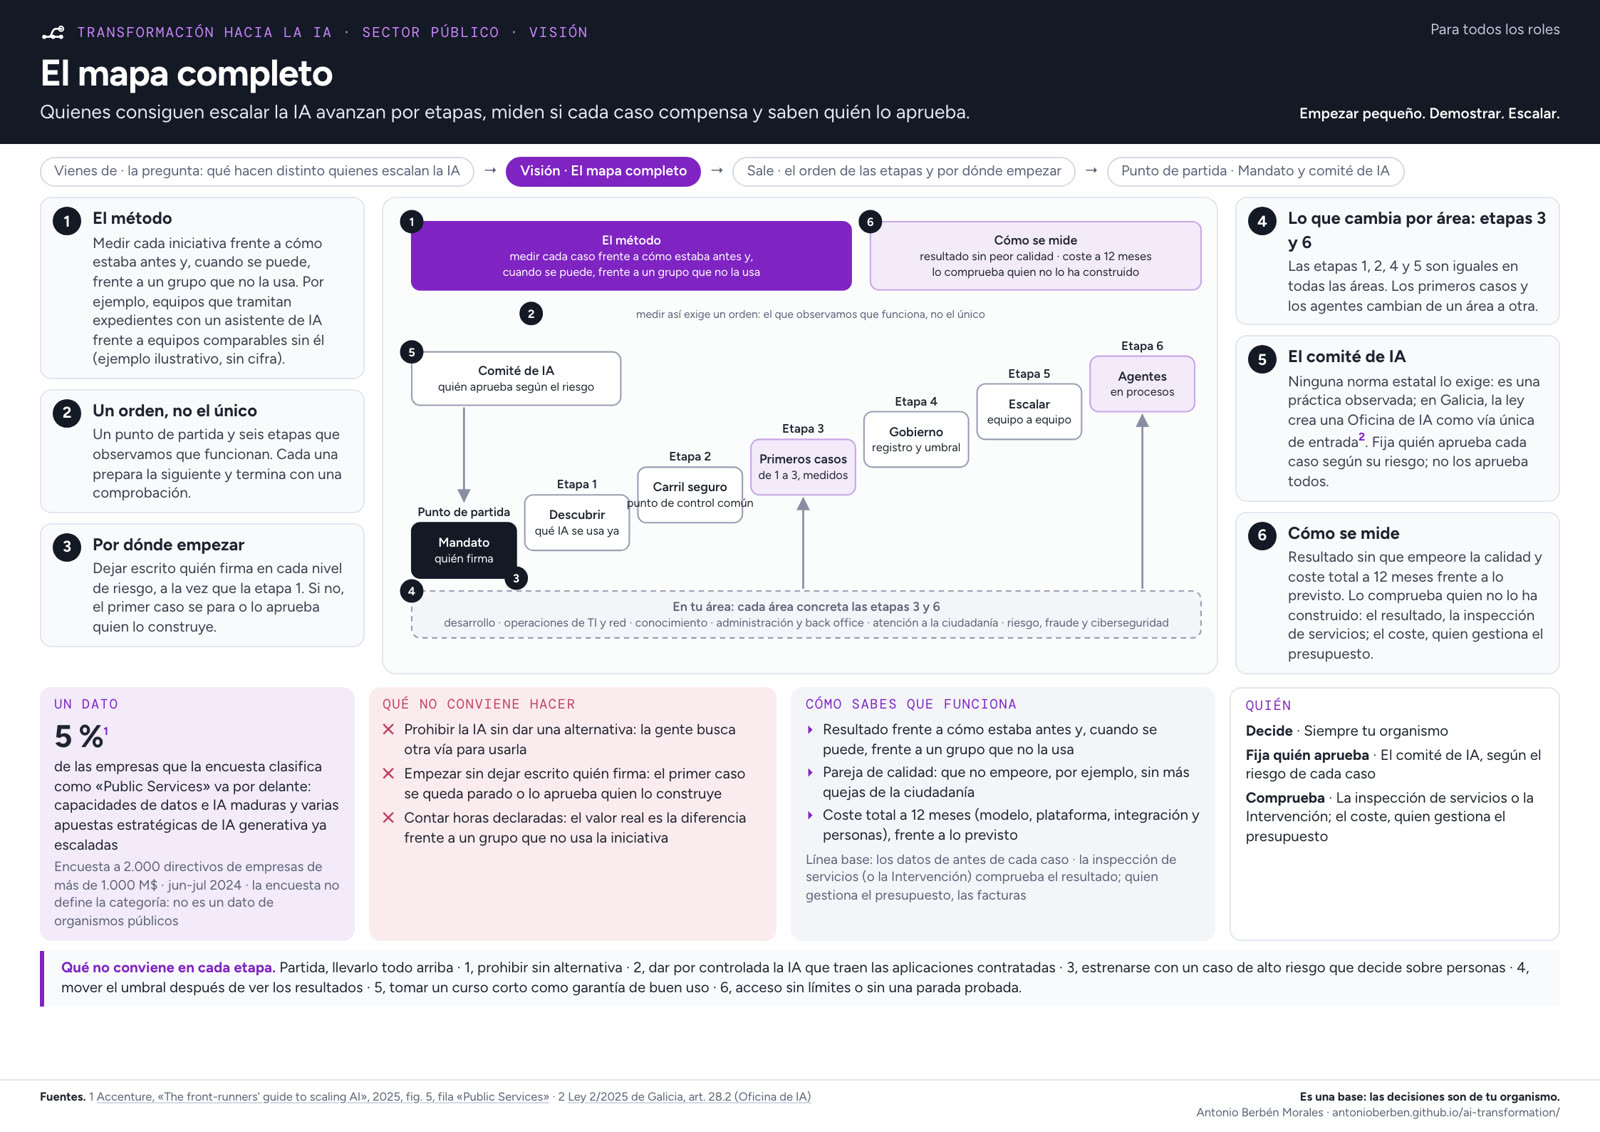 TRANSFORMACIÓN HACIA LA IA · SECTOR PÚBLICO · VISIÓN
Para todos los roles
El mapa completo
Quienes consiguen escalar la IA avanzan por etapas, miden si cada caso compensa y saben quién lo aprueba.
Empezar pequeño. Demostrar. Escalar.
Vienes de · la pregunta: qué hacen distinto quienes escalan la IA → Visión · El mapa completo → Sale · el orden de las etapas y por dónde empezar → Punto de partida · Mandato y comité de IA
1 El método
Medir cada iniciativa frente a cómo
estaba antes y, cuando se puede,
frente a un grupo que no la usa. Por
ejemplo, equipos que tramitan
expedientes con un asistente de IA
frente a equipos comparables sin él
(ejemplo ilustrativo, sin cifra).
2 Un orden, no el único
Un punto de partida y seis etapas que
observamos que funcionan. Cada una
prepara la siguiente y termina con una
comprobación.
3 Por dónde empezar
Dejar escrito quién firma en cada nivel
de riesgo, a la vez que la etapa 1. Si no,
el primer caso se para o lo aprueba
quien lo construye.
1
El método
medir cada caso frente a cómo estaba antes y,
cuando se puede, frente a un grupo que no la usa
6
Cómo se mide
resultado sin peor calidad · coste a 12 meses
lo comprueba quien no lo ha construido
2
medir así exige un orden: el que observamos que funciona, no el único
5
Comité de IA
quién aprueba según el riesgo
Punto de partida
Mandato
quién firma
3
Etapa 1
Descubrir
qué IA se usa ya
Etapa 2
Carril seguro
punto de control común
Etapa 3
Primeros casos
de 1 a 3, medidos
Etapa 4
Gobierno
registro y umbral
Etapa 5
Escalar
equipo a equipo
Etapa 6
Agentes
en procesos
4
En tu área: cada área concreta las etapas 3 y 6
desarrollo · operaciones de TI y red · conocimiento · administración y back office · atención a la ciudadanía · riesgo, fraude y ciberseguridad
4 Lo que cambia por área: etapas 3
y 6
Las etapas 1, 2, 4 y 5 son iguales en
todas las áreas. Los primeros casos y
los agentes cambian de un área a otra.
5 El comité de IA
Ninguna norma estatal lo exige: es una
práctica observada; en Galicia, la ley
crea una Oficina de IA como vía única
de entrada2. Fija quién aprueba cada
caso según su riesgo; no los aprueba
todos.
6 Cómo se mide
Resultado sin que empeore la calidad y
coste total a 12 meses frente a lo
previsto. Lo comprueba quien no lo ha
construido: el resultado, la inspección
de servicios; el coste, quien gestiona el
presupuesto.
UN DATO
5 %1
de las empresas que la encuesta clasifica
como «Public Services» va por delante:
capacidades de datos e IA maduras y varias
apuestas estratégicas de IA generativa ya
escaladas
Encuesta a 2.000 directivos de empresas de
más de 1.000 M$ · jun-jul 2024 · la encuesta no
define la categoría: no es un dato de
organismos públicos
QUÉ NO CONVIENE HACER
Prohibir la IA sin dar una alternativa: la gente busca
otra vía para usarla
Empezar sin dejar escrito quién firma: el primer caso
se queda parado o lo aprueba quien lo construye
Contar horas declaradas: el valor real es la diferencia
frente a un grupo que no usa la iniciativa
CÓMO SABES QUE FUNCIONA
Resultado frente a cómo estaba antes y, cuando se
puede, frente a un grupo que no la usa
Pareja de calidad: que no empeore, por ejemplo, sin más
quejas de la ciudadanía
Coste total a 12 meses (modelo, plataforma, integración y
personas), frente a lo previsto
Línea base: los datos de antes de cada caso · la inspección de
servicios (o la Intervención) comprueba el resultado; quien
gestiona el presupuesto, las facturas
QUIÉN
Decide · Siempre tu organismo
Fija quién aprueba · El comité de IA, según el
riesgo de cada caso
Comprueba · La inspección de servicios o la
Intervención; el coste, quien gestiona el
presupuesto
Qué no conviene en cada etapa. Partida, llevarlo todo arriba · 1, prohibir sin alternativa · 2, dar por controlada la IA que traen las aplicaciones contratadas · 3, estrenarse con un caso de alto riesgo que decide sobre personas · 4,
mover el umbral después de ver los resultados · 5, tomar un curso corto como garantía de buen uso · 6, acceso sin límites o sin una parada probada.
Fuentes. 1 Accenture, «The front-runners' guide to scaling AI», 2025, fig. 5, fila «Public Services» · 2 Ley 2/2025 de Galicia, art. 28.2 (Oficina de IA)
Es una base: las decisiones son de tu organismo.
Antonio Berbén Morales · antonioberben.github.io/ai-transformation/